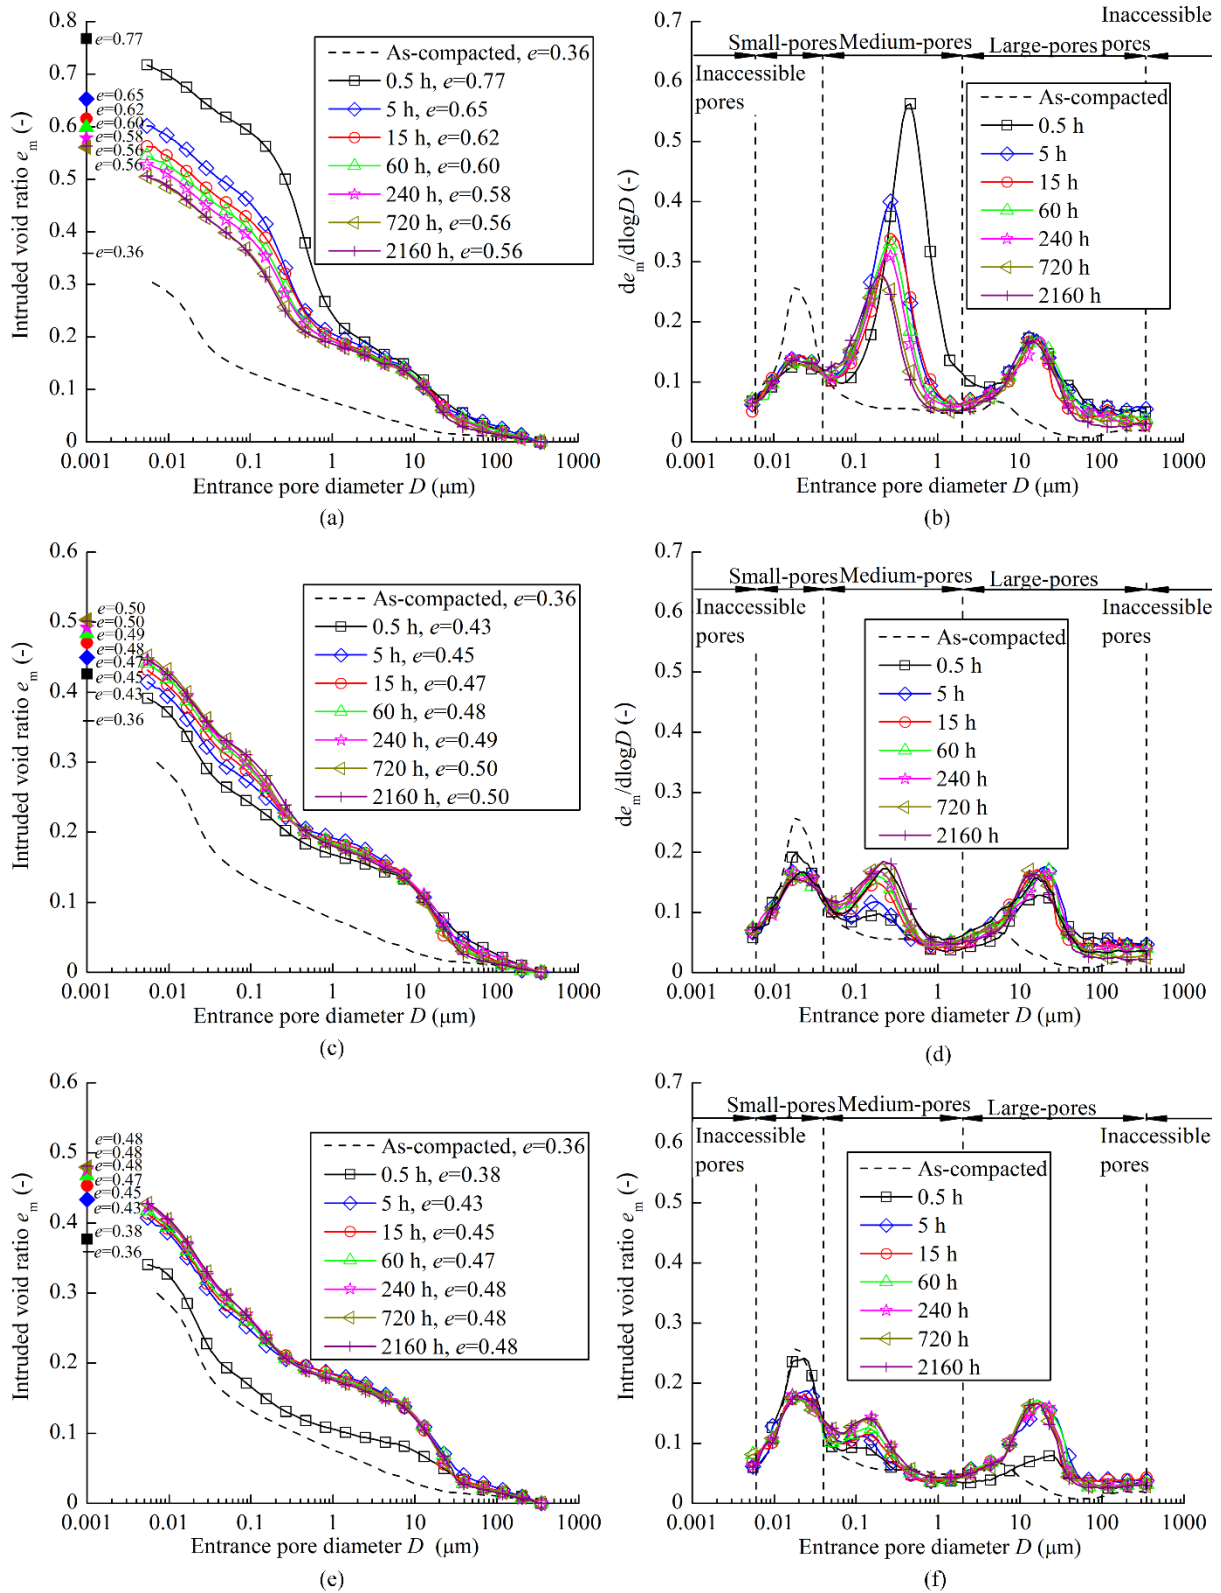 0.8
0.7
0.6
0.5
0.4
0.3
0.2
0.1
0
Intruded void ratio em (-)
e=0.77
e=0.65
e=0.62
e=0.60
e=0.58
e=0.56
e=0.56
e=0.36
As-compacted, e=0.36
0.5 h, e=0.77
5 h, e=0.65
15 h, e=0.62
60 h, e=0.60
240 h, e=0.58
720 h, e=0.56
2160 h, e=0.56
0.001 0.01 0.1 1 10 100 1000
Entrance pore diameter D (μm)
(a)
Inaccessible
Small-pores Medium-pores Large-pores pores
Inaccessible
pores
0.7
0.6
0.5
0.4
0.3
0.2
0.1
0
dem/dlogD (-)
As-compacted
0.5 h
5 h
15 h
60 h
240 h
720 h
2160 h
0.001 0.01 0.1 1 10 100 1000
Entrance pore diameter D (μm)
(b)
0.6
0.5
0.4
0.3
0.2
0.1
0
Intruded void ratio em (-)
e=0.50
e=0.50
e=0.49
e=0.48
e=0.47
e=0.45
e=0.43
e=0.36
As-compacted, e=0.36
0.5 h, e=0.43
5 h, e=0.45
15 h, e=0.47
60 h, e=0.48
240 h, e=0.49
720 h, e=0.50
2160 h, e=0.50
0.001 0.01 0.1 1 10 100 1000
Entrance pore diameter D (μm)
(c)
Small-pores Medium-pores Large-pores
Inaccessible
pores
Inaccessible
pores
0.7
0.6
0.5
0.4
0.3
0.2
0.1
0
dem/dlogD (-)
As-compacted
0.5 h
5 h
15 h
60 h
240 h
720 h
2160 h
0.001 0.01 0.1 1 10 100 1000
Entrance pore diameter D (μm)
(d)
0.6
0.5
0.4
0.3
0.2
0.1
0
Intruded void ratio em (-)
e=0.48
e=0.48
e=0.48
e=0.47
e=0.45
e=0.43
e=0.38
e=0.36
As-compacted, e=0.36
0.5 h, e=0.38
5 h, e=0.43
15 h, e=0.45
60 h, e=0.47
240 h, e=0.48
720 h, e=0.48
2160 h, e=0.48
0.001 0.01 0.1 1 10 100 1000
Entrance pore diameter D (μm)
(e)
Small-pores Medium-pores Large-pores
Inaccessible
pores
Inaccessible
pores
0.7
0.6
0.5
0.4
0.3
0.2
0.1
0
Intruded void ratio em (-)
As-compacted
0.5 h
5 h
15 h
60 h
240 h
720 h
2160 h
0.001 0.01 0.1 1 10 100 1000
Entrance pore diameter D (μm)
(f)